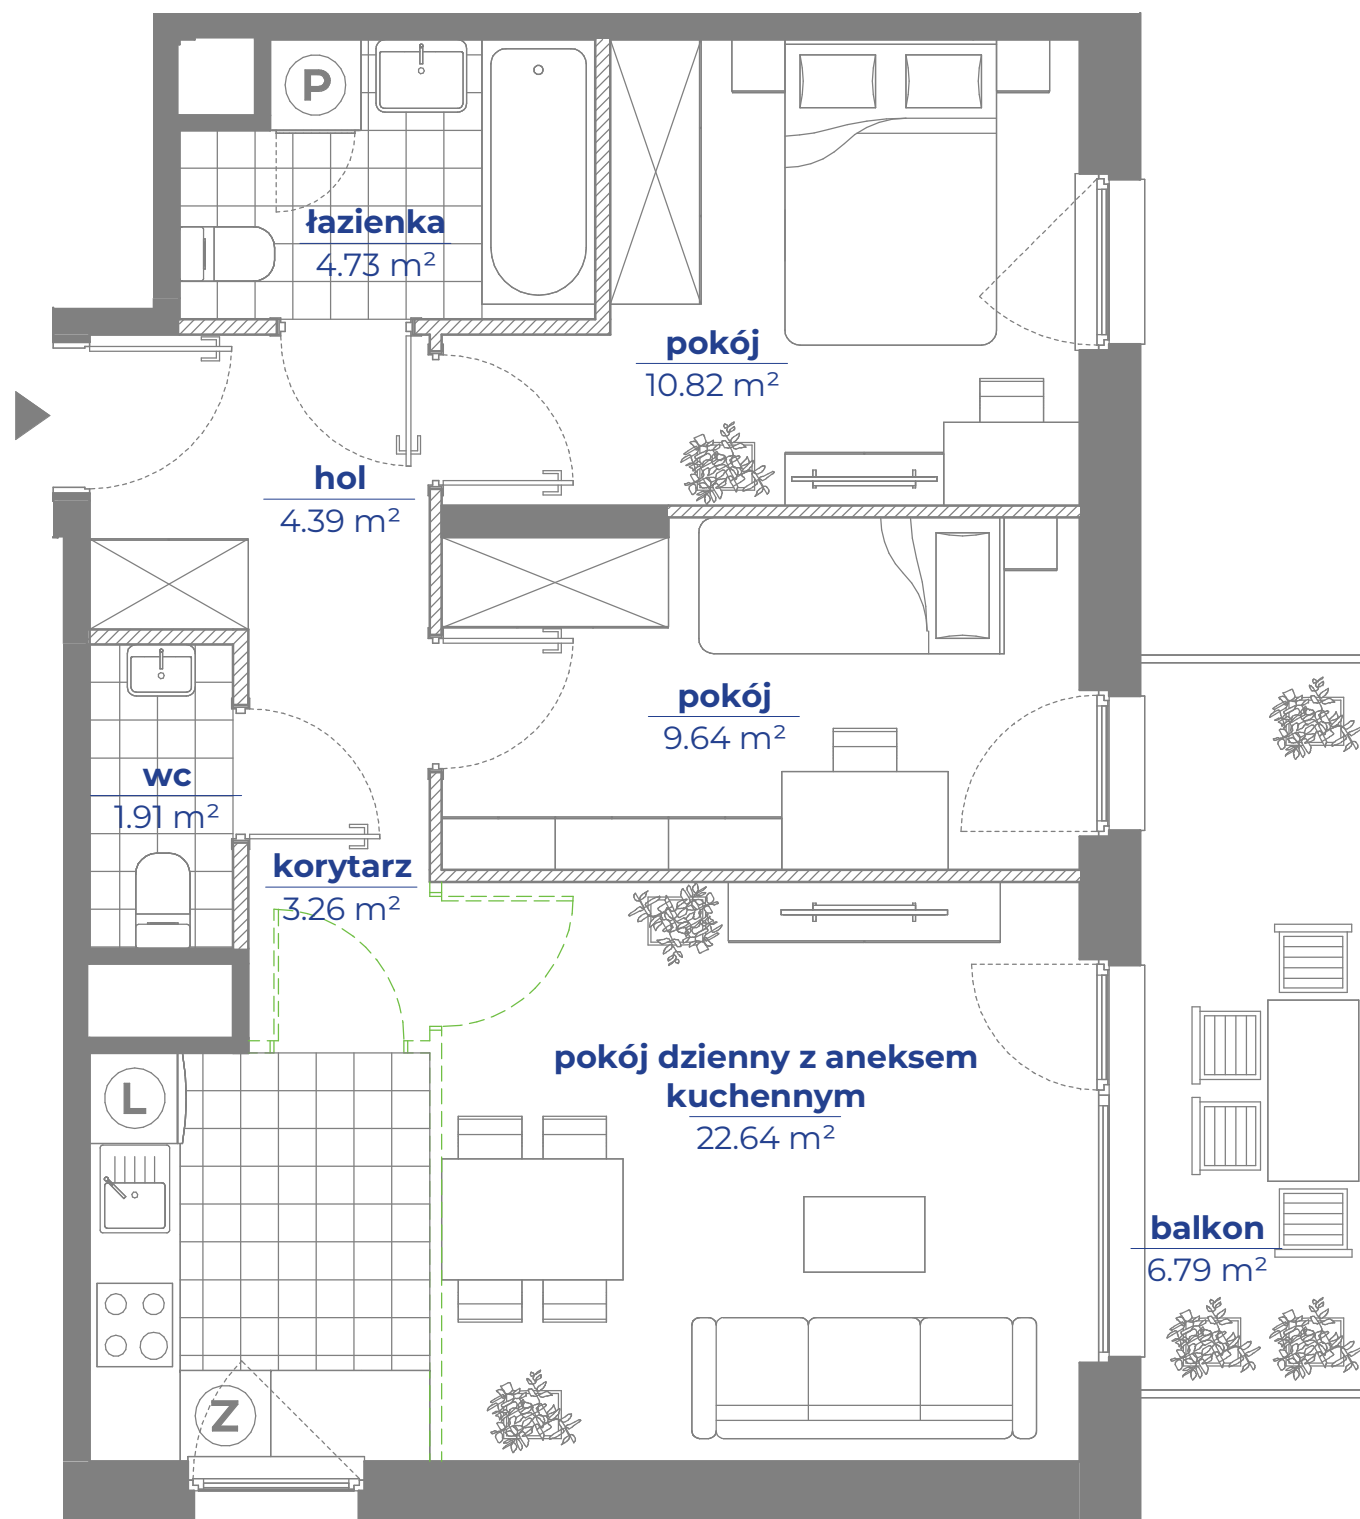 P
łazienka
4.73 m²
pokój
10.82 m²
hol
4.39 m²
pokój
9.64 m²
wc
1.91 m²
korytarz
3.26 m²
pokój dzienny z aneksem
kuchennym
22.64 m²
L
balkon
6.79 m²
Z